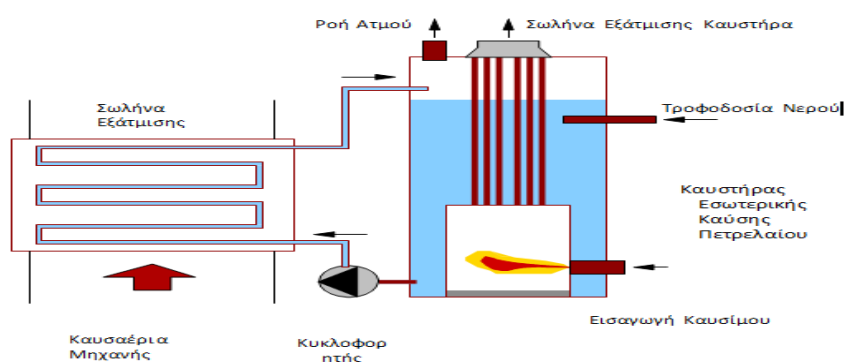 Ροή Ατμού
Σωλήνα Εξάτμισης Καυστήρα
Σωλήνα
Εξάτμισης
Τροφοδοσία Νερού
Καυστήρας
Εσωτερικής
Καύσης
Πετρελαίου
Εισαγωγή Καυσίμου
Καυσαέρια
Μηχανής
Κυκλοφορ
ητής